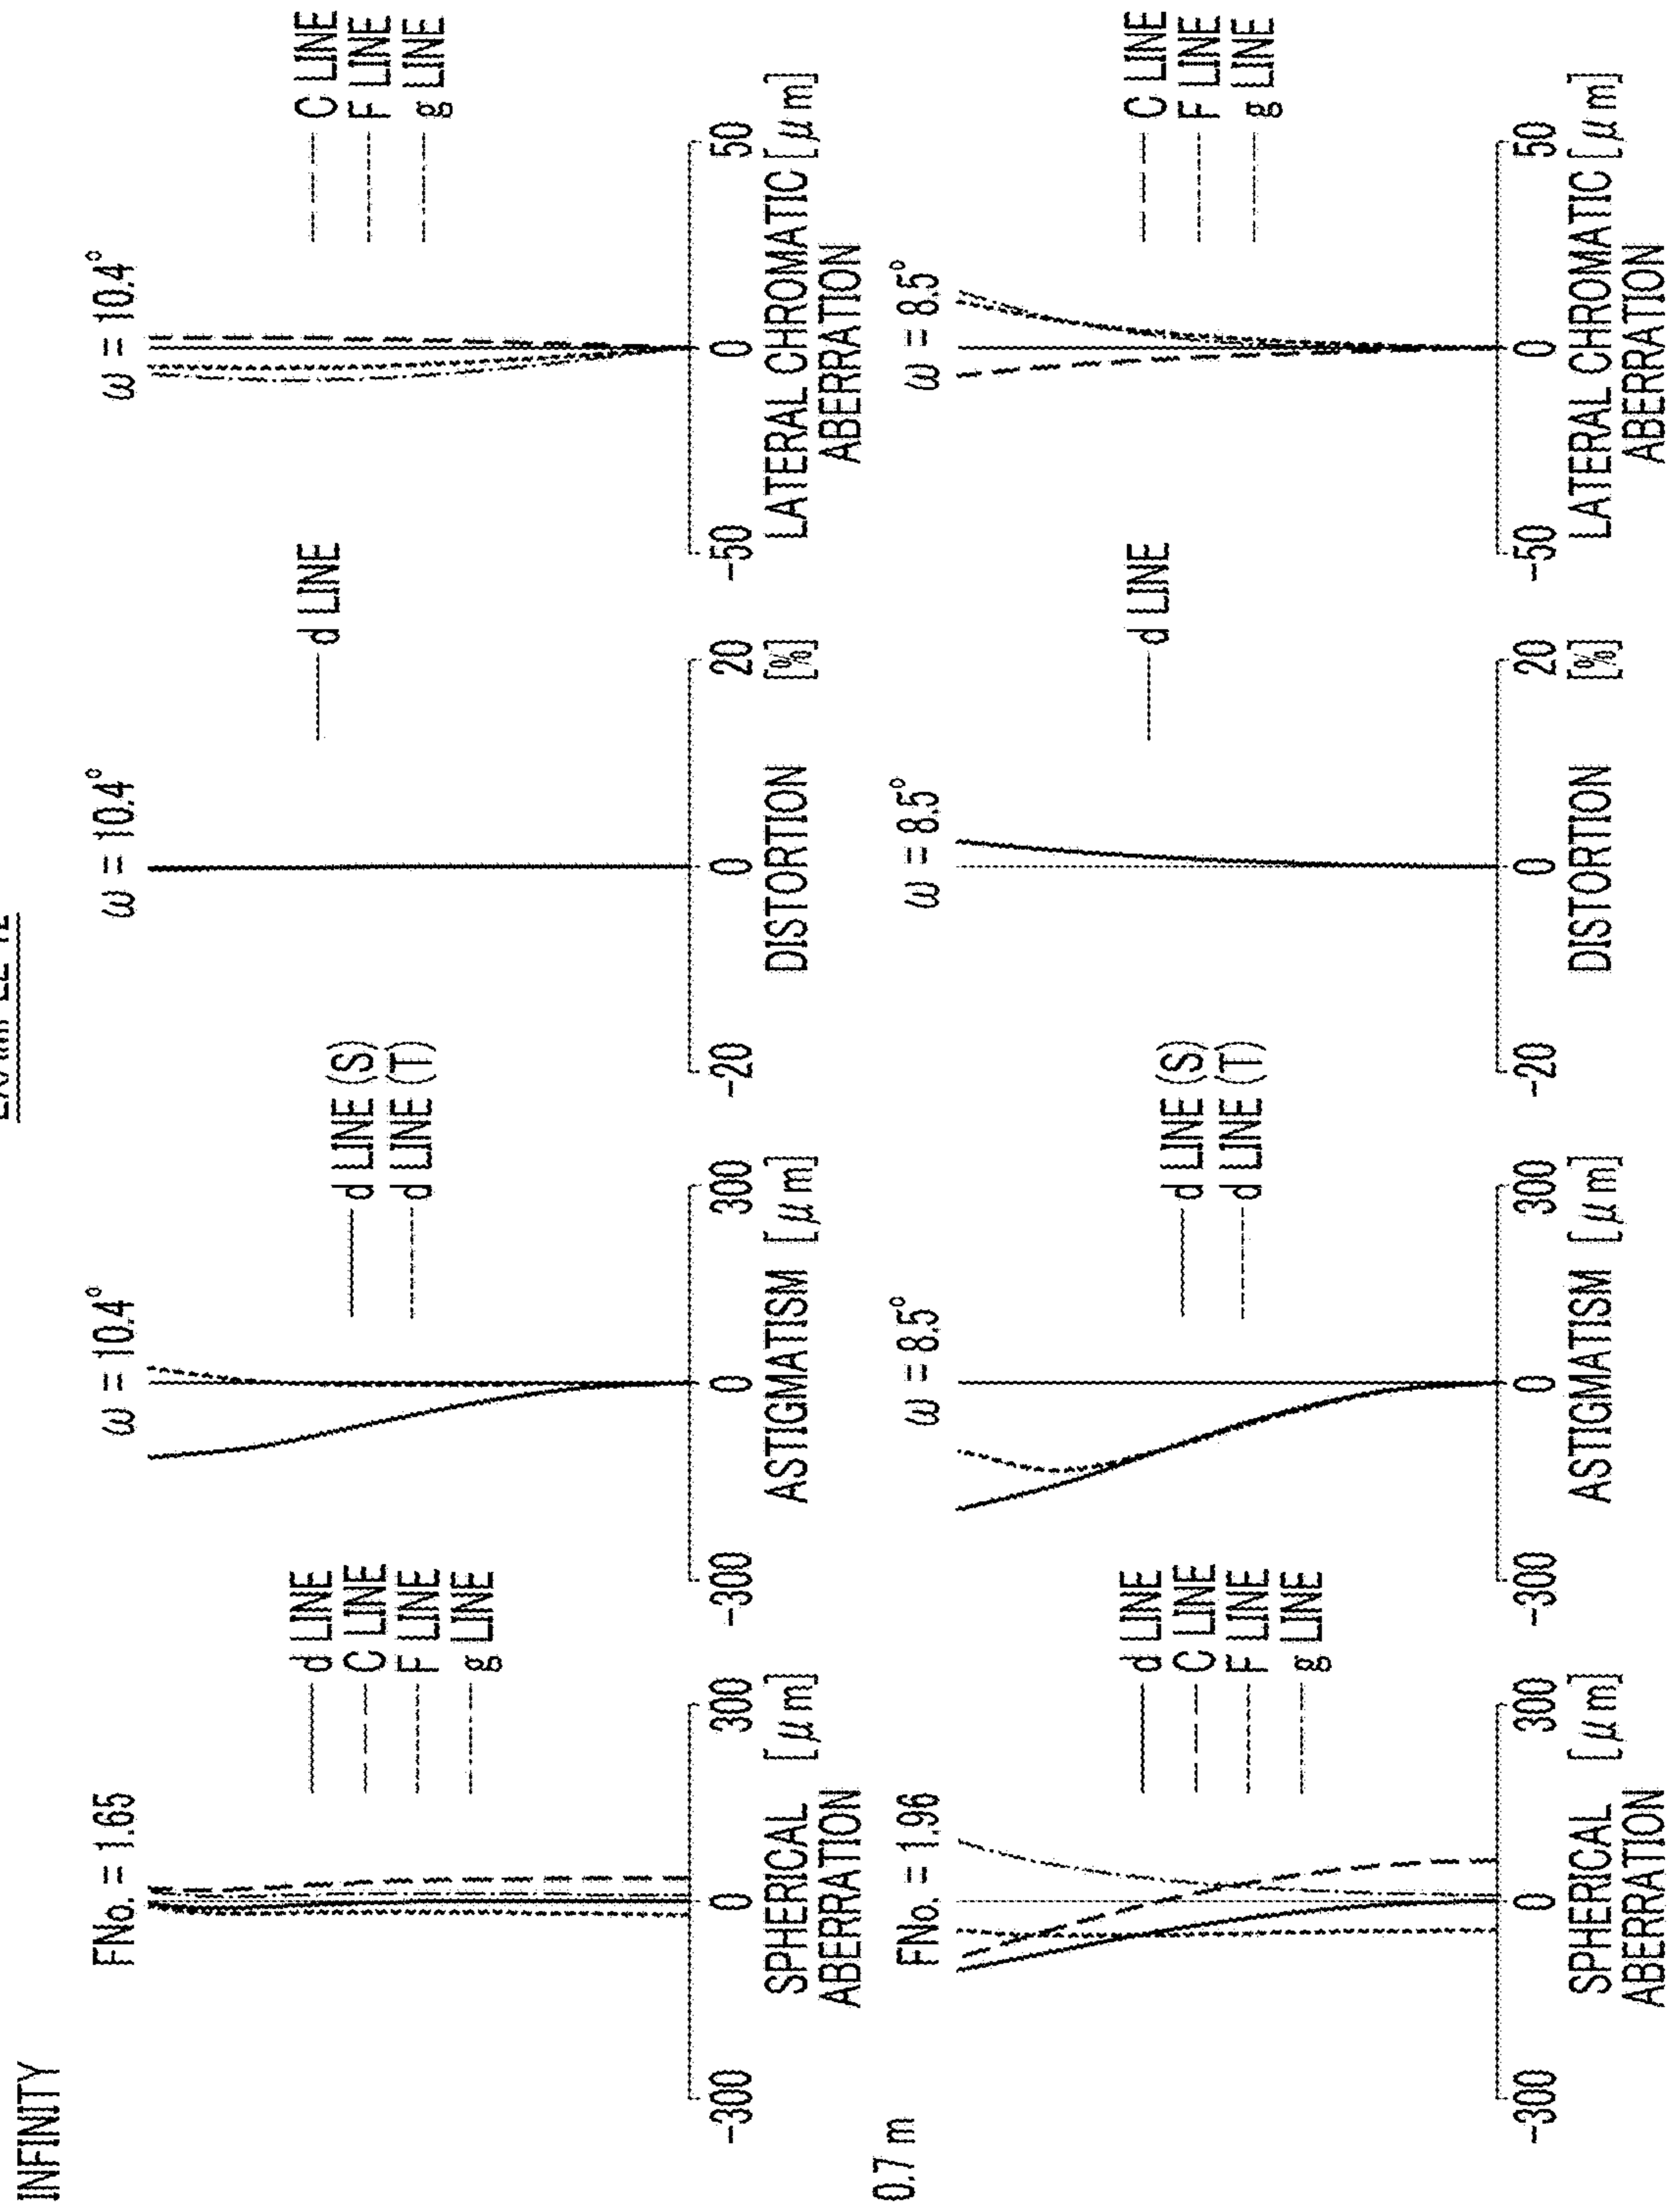 INFINITY
FNo. = 1.65
d LINE
C LINE
F LINE
g LINE
-300
0
300
SPHERICAL [μm]
ABERRATION
ω = 10.4°
d LINE (S)
d LINE (T)
-300
0
300
ASTIGMATISM [μm]
ω = 10.4°
d LINE
-20
0
20
DISTORTION [%]
ω = 10.4°
C LINE
F LINE
g LINE
-50
0
50
LATERAL CHROMATIC [μm]
ABERRATION
0.7 m
FNo. = 1.96
d LINE
C LINE
F LINE
g LINE
-300
0
300
SPHERICAL [μm]
ABERRATION
ω = 8.5°
d LINE (S)
d LINE (T)
-300
0
300
ASTIGMATISM [μm]
ω = 8.5°
d LINE
-20
0
20
DISTORTION [%]
ω = 8.5°
C LINE
F LINE
g LINE
-50
0
50
LATERAL CHROMATIC [μm]
ABERRATION